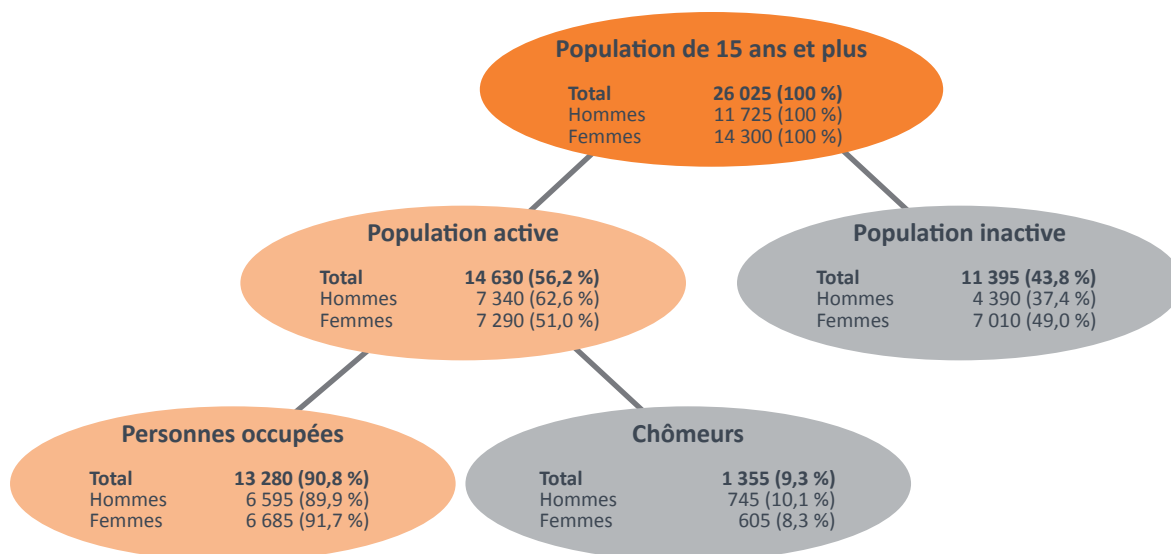 Population de 15 ans et plus
Total 26 025 (100 %)
Hommes 11 725 (100 %)
Femmes 14 300 (100 %)
Population active
Total 14 630 (56,2 %)
Hommes 7 340 (62,6 %)
Femmes 7 290 (51,0 %)
Population inactive
Total 11 395 (43,8 %)
Hommes 4 390 (37,4 %)
Femmes 7 010 (49,0 %)
Personnes occupées
Total 13 280 (90,8 %)
Hommes 6 595 (89,9 %)
Femmes 6 685 (91,7 %)
Chômeurs
Total 1 355 (9,3 %)
Hommes 745 (10,1 %)
Femmes 605 (8,3 %)